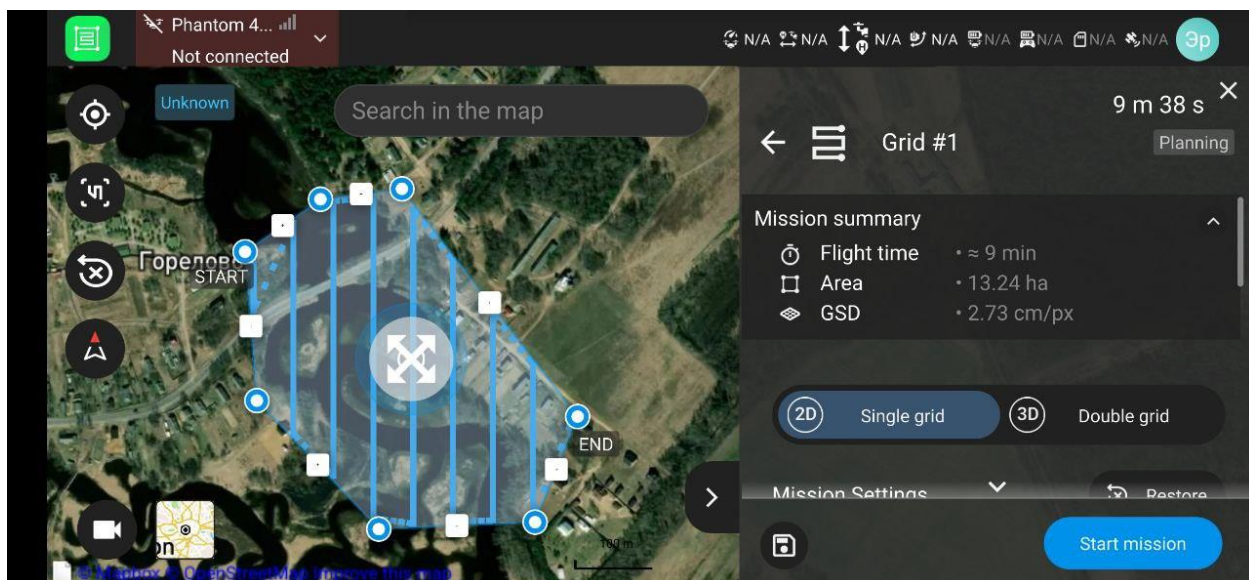 Phantom 4...
Not connected
N/A N/A N/A N/A N/A N/A N/A N/A Эр
Unknown
Search in the map
9 m 38 s
Grid #1
Planning
Mission summary
Flight time • ≈ 9 min
Area • 13.24 ha
GSD • 2.73 cm/px
START
2D Single grid 3D Double grid
END
Mission Settings Restore
Start mission
100 m
© Mapbox © OpenStreetMap Improve this map